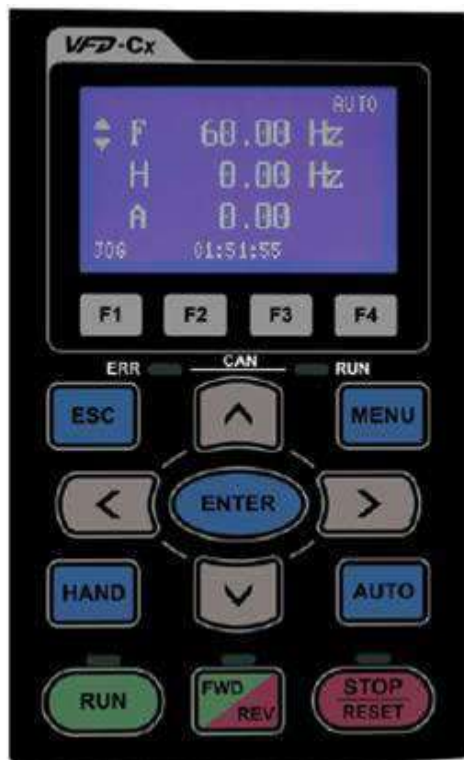 VFD-Cx
AUTO
F 60.00 Hz
H 0.00 Hz
A 0.00
JOG 01:51:55
F1 F2 F3 F4
ERR CAN RUN
ESC MENU
ENTER
HAND AUTO
RUN FWD REV STOP RESET